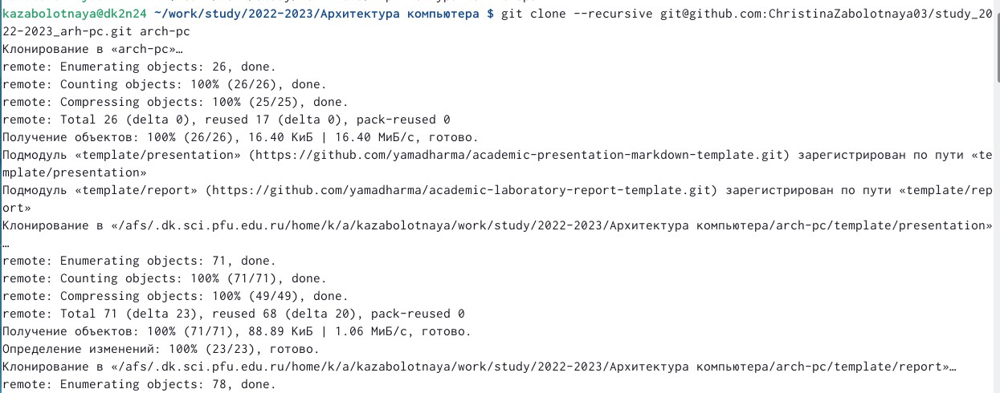 kazabolotnaya@dk2n24 ~/work/study/2022-2023/Архитектура компьютера $ git clone --recursive git@github.com:ChristinaZabolotnaya03/study_20
22-2023_arh-pc.git arch-pc
Клонирование в «arch-pc»…
remote: Enumerating objects: 26, done.
remote: Counting objects: 100% (26/26), done.
remote: Compressing objects: 100% (25/25), done.
remote: Total 26 (delta 0), reused 17 (delta 0), pack-reused 0
Получение объектов: 100% (26/26), 16.40 КиБ | 16.40 МиБ/с, готово.
Подмодуль «template/presentation» (https://github.com/yamadharma/academic-presentation-markdown-template.git) зарегистрирован по пути «te
mplate/presentation»
Подмодуль «template/report» (https://github.com/yamadharma/academic-laboratory-report-template.git) зарегистрирован по пути «template/rep
ort»
Клонирование в «/afs/.dk.sci.pfu.edu.ru/home/k/a/kazabolotnaya/work/study/2022-2023/Архитектура компьютера/arch-pc/template/presentation»
…
remote: Enumerating objects: 71, done.
remote: Counting objects: 100% (71/71), done.
remote: Compressing objects: 100% (49/49), done.
remote: Total 71 (delta 23), reused 68 (delta 20), pack-reused 0
Получение объектов: 100% (71/71), 88.89 КиБ | 1.06 МиБ/с, готово.
Определение изменений: 100% (23/23), готово.
Клонирование в «/afs/.dk.sci.pfu.edu.ru/home/k/a/kazabolotnaya/work/study/2022-2023/Архитектура компьютера/arch-pc/template/report»…
remote: Enumerating objects: 78, done.